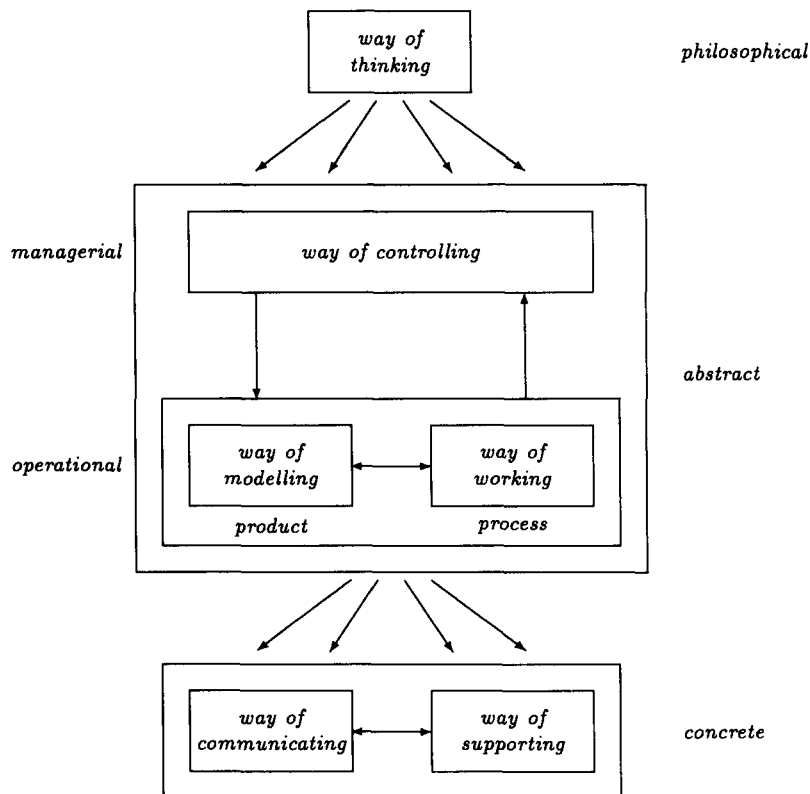 way of
thinking
philosophical
managerial
way of controlling
abstract
operational
way of
modelling
way of
working
product
process
way of
communicating
way of
supporting
concrete